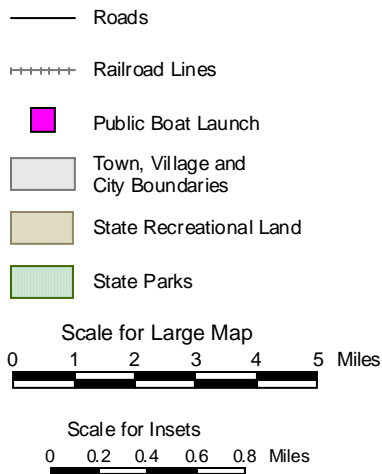 Roads
Railroad Lines
Public Boat Launch
Town, Village and
City Boundaries
State Recreational Land
State Parks
Scale for Large Map
0 1 2 3 4 5 Miles
Scale for Insets
0 0.2 0.4 0.6 0.8 Miles